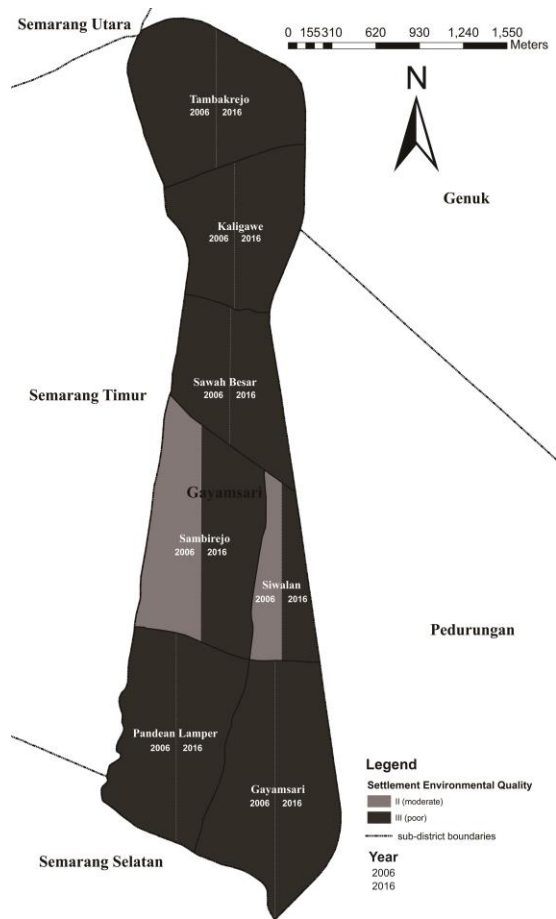 Semarang Utara
0 155310 620 930 1,240 1,550
Meters
N
Tambakrejo
2006 2016
Genuk
Kaligawe
2006 2016
Semarang Timur
Sawah Besar
2006 2016
Gayamsari
Sambirejo
2006 2016
Siwalan
2006 2016
Pedurungan
Pandean Lamper
2006 2016
Gayamsari
2006 2016
Semarang Selatan
Legend
Settlement Environmental Quality
II (moderate)
III (poor)
sub-district boundaries
Year
2006
2016